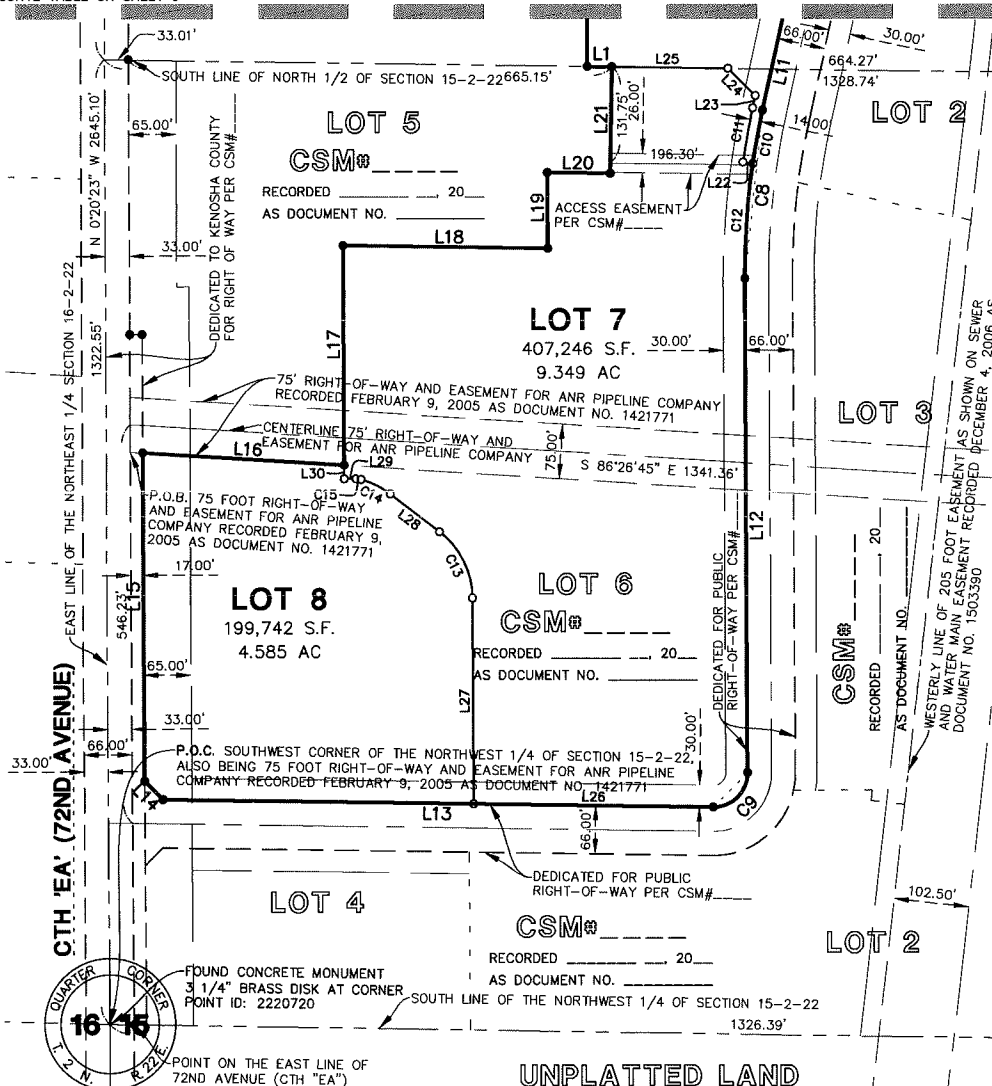 33.01'
SOUTH LINE OF NORTH 1/2 OF SECTION 15-2-22
665.15'
L1
L25
66.00'
L11
30.00'
664.27'
1328.74'
LOT 2
L24
L23
C11
C10
14.00'
L21
131.75'
26.00'
196.30'
L22
C8
C12
65.00'
LOT 5
CSM# _____
RECORDED ________, 20__
AS DOCUMENT NO. ________
L20
L19
ACCESS EASEMENT
PER CSM#____
N 0°20'23" W 2645.10'
DEDICATED TO KENOSHA COUNTY
FOR RIGHT OF WAY PER CSM#____
33.00'
L18
1322.55'
L17
LOT 7
407,246 S.F.
9.349 AC
30.00'
66.00'
75' RIGHT-OF-WAY AND EASEMENT FOR ANR PIPELINE COMPANY
RECORDED FEBRUARY 9, 2005 AS DOCUMENT NO. 1421771
LOT 3
CENTERLINE 75' RIGHT-OF-WAY AND
EASEMENT FOR ANR PIPELINE COMPANY
75.00'
S 86°26'45" E 1341.36'
L16
L29
L30
C15
C14
L28
C13
P.O.B. 75 FOOT RIGHT-OF-WAY
AND EASEMENT FOR ANR PIPELINE
COMPANY RECORDED FEBRUARY 9,
2005 AS DOCUMENT NO. 1421771
L12
EAST LINE OF THE NORTHEAST 1/4 SECTION 16-2-22
17.00'
L15
546.23'
LOT 8
199,742 S.F.
4.585 AC
65.00'
LOT 6
CSM# _____
RECORDED ________, 20__
AS DOCUMENT NO. ________
L27
DEDICATED FOR PUBLIC
RIGHT-OF-WAY PER CSM#____
CSM# _____
RECORDED ________, 20
AS DOCUMENT NO. ________
WESTERLY LINE OF 205 FOOT EASEMENT AS SHOWN ON SEWER
AND WATER MAIN EASEMENT RECORDED DECEMBER 4, 2006 AS
DOCUMENT NO. 1503390
CTH 'EA' (72ND AVENUE)
33.00'
66.00'
33.00'
30.00'
P.O.C. SOUTHWEST CORNER OF THE NORTHWEST 1/4 OF SECTION 15-2-22,
ALSO BEING 75 FOOT RIGHT-OF-WAY AND EASEMENT FOR ANR PIPELINE
COMPANY RECORDED FEBRUARY 9, 2005 AS DOCUMENT NO. 1421771
L14
L13
L26
C9
66.00'
DEDICATED FOR PUBLIC
RIGHT-OF-WAY PER CSM#____
LOT 4
CSM# _____
RECORDED ________, 20__
AS DOCUMENT NO. ________
102.50'
LOT 2
FOUND CONCRETE MONUMENT
3 1/4" BRASS DISK AT CORNER
POINT ID: 2220720
QUARTER CORNER
16 15
T. 2 N. R. 22 E.
SOUTH LINE OF THE NORTHWEST 1/4 OF SECTION 15-2-22
1326.39'
POINT ON THE EAST LINE OF
72ND AVENUE (CTH "EA")
UNPLATTED LAND